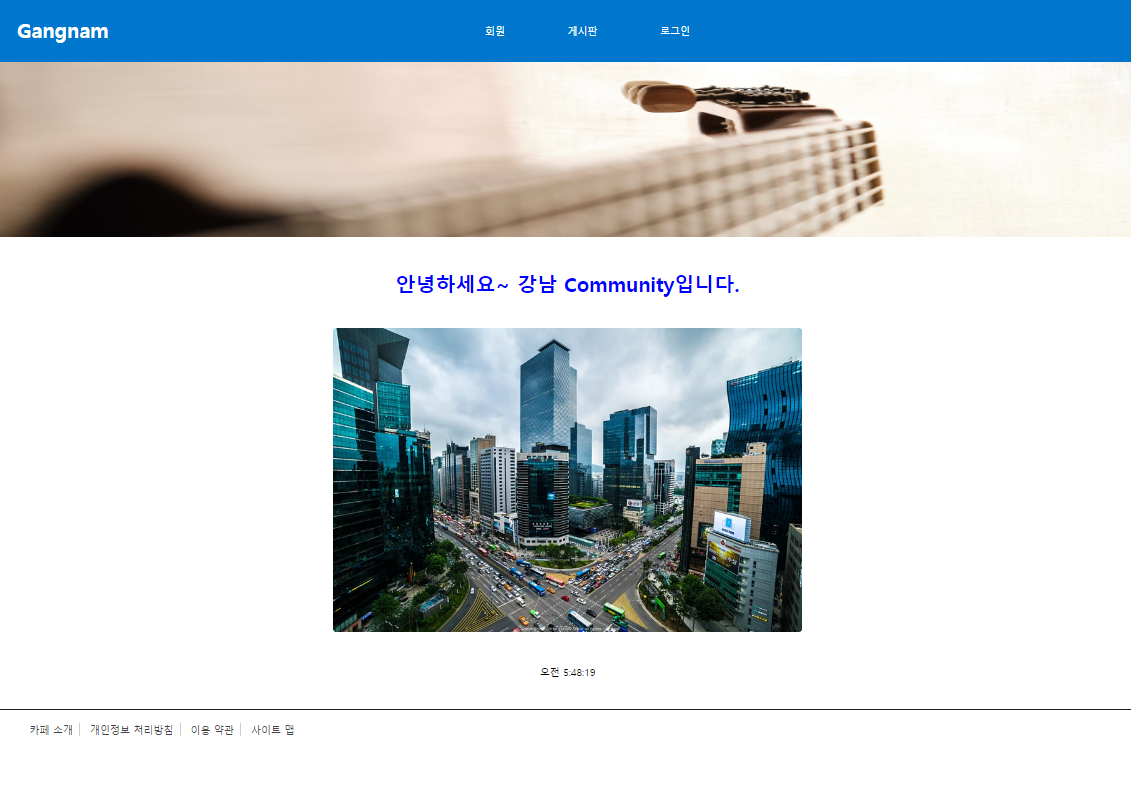 Gangnam 회원 게시판 로그인
안녕하세요~ 강남 Community입니다.
오전 5:48:19
카페 소개 개인정보 처리방침 이용 약관 사이트 맵